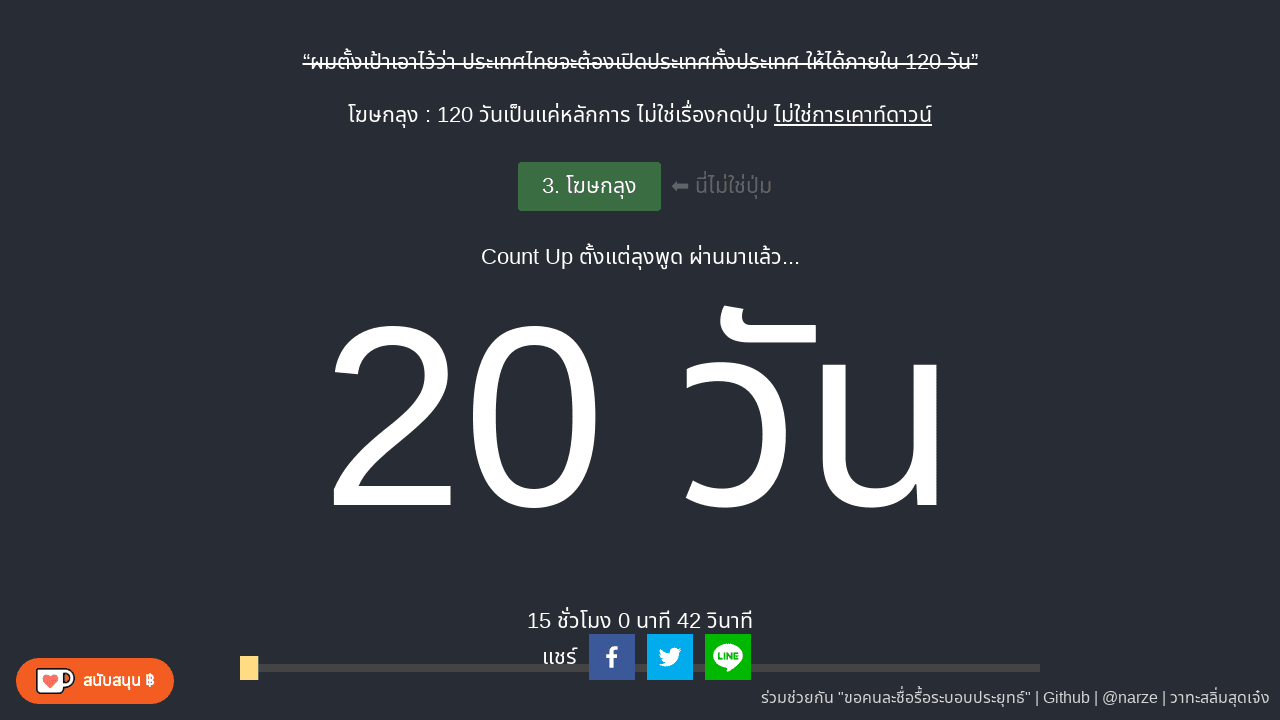 “ผมตั้งเป้าเอาไว้ว่า ประเทศไทยจะต้องเปิดประเทศทั้งประเทศ ให้ได้ภายใน 120 วัน”
โฆษกลุง : 120 วันเป็นแค่หลักการ ไม่ใช่เรื่องกดปุ่ม ไม่ใช่การเคาท์ดาวน์
3. โฆษกลุง ⬅ นี่ไม่ใช่ปุ่ม
Count Up ตั้งแต่ลุงพูด ผ่านมาแล้ว...
20 วัน
15 ชั่วโมง 0 นาที 42 วินาที
แชร์ LINE
สนับสนุน ฿
ร่วมช่วยกัน "ขอคนละชื่อรื้อระบอบประยุทธ์" | Github | @narze | วาทะสลิ่มสุดเจ๋ง